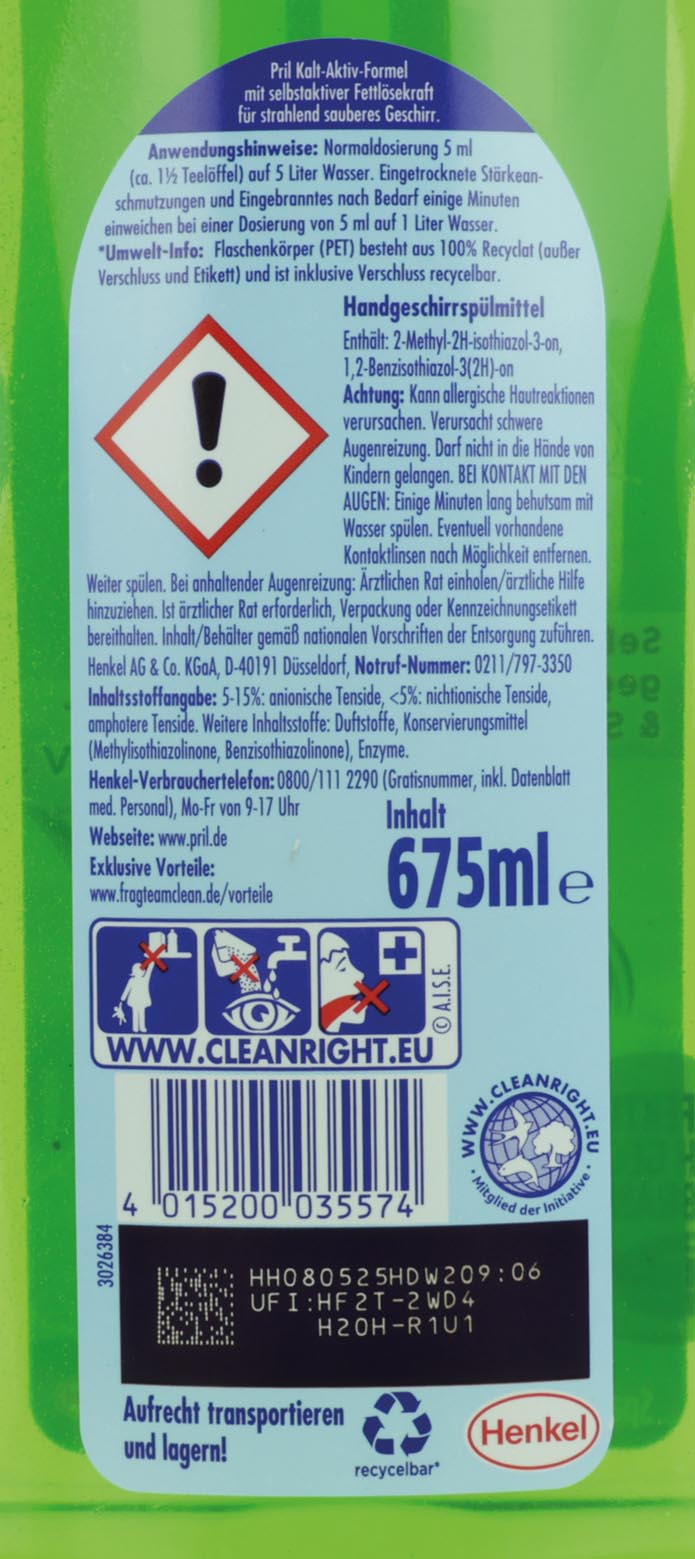 Pril Kalt-Aktiv-Formel
mit selbstaktiver Fettlösekraft
für strahlend sauberes Geschirr.
Anwendungshinweise: Normaldosierung 5 ml
(ca. 1½ Teelöffel) auf 5 Liter Wasser. Eingetrocknete Stärkean-
schmutzungen und Eingebranntes nach Bedarf einige Minuten
einweichen bei einer Dosierung von 5 ml auf 1 Liter Wasser.
*Umwelt-Info: Flaschenkörper (PET) besteht aus 100% Recyclat (außer
Verschluss und Etikett) und ist inklusive Verschluss recycelbar.
Handgeschirrspülmittel
Enthält: 2-Methyl-2H-isothiazol-3-on,
1,2-Benzisothiazol-3(2H)-on
Achtung: Kann allergische Hautreaktionen
verursachen. Verursacht schwere
Augenreizung. Darf nicht in die Hände von
Kindern gelangen. BEI KONTAKT MIT DEN
AUGEN: Einige Minuten lang behutsam mit
Wasser spülen. Eventuell vorhandene
Kontaktlinsen nach Möglichkeit entfernen.
Weiter spülen. Bei anhaltender Augenreizung: Ärztlichen Rat einholen/ärztliche Hilfe
hinzuziehen. Ist ärztlicher Rat erforderlich, Verpackung oder Kennzeichnungsetikett
bereithalten. Inhalt/Behälter gemäß nationalen Vorschriften der Entsorgung zuführen.
Henkel AG & Co. KGaA, D-40191 Düsseldorf, Notruf-Nummer: 0211/797-3350
Inhaltsstoffangabe: 5-15%: anionische Tenside, <5%: nichtionische Tenside,
amphotere Tenside. Weitere Inhaltsstoffe: Duftstoffe, Konservierungsmittel
(Methylisothiazolinone, Benzisothiazolinone), Enzyme.
Henkel-Verbrauchertelefon: 0800/111 2290 (Gratisnummer, inkl. Datenblatt
med. Personal), Mo-Fr von 9-17 Uhr
Webseite: www.pril.de
Exklusive Vorteile:
www.fragteamclean.de/vorteile
Inhalt
675ml e
© A.I.S.E.
WWW.CLEANRIGHT.EU
WWW.CLEANRIGHT.EU
· Mitglied der Initiative ·
4 015200 035574
3026384
HH080525HDW209:06
UFI:HF2T-2WD4
H20H-R1U1
Aufrecht transportieren
und lagern!
recycelbar*
Henkel